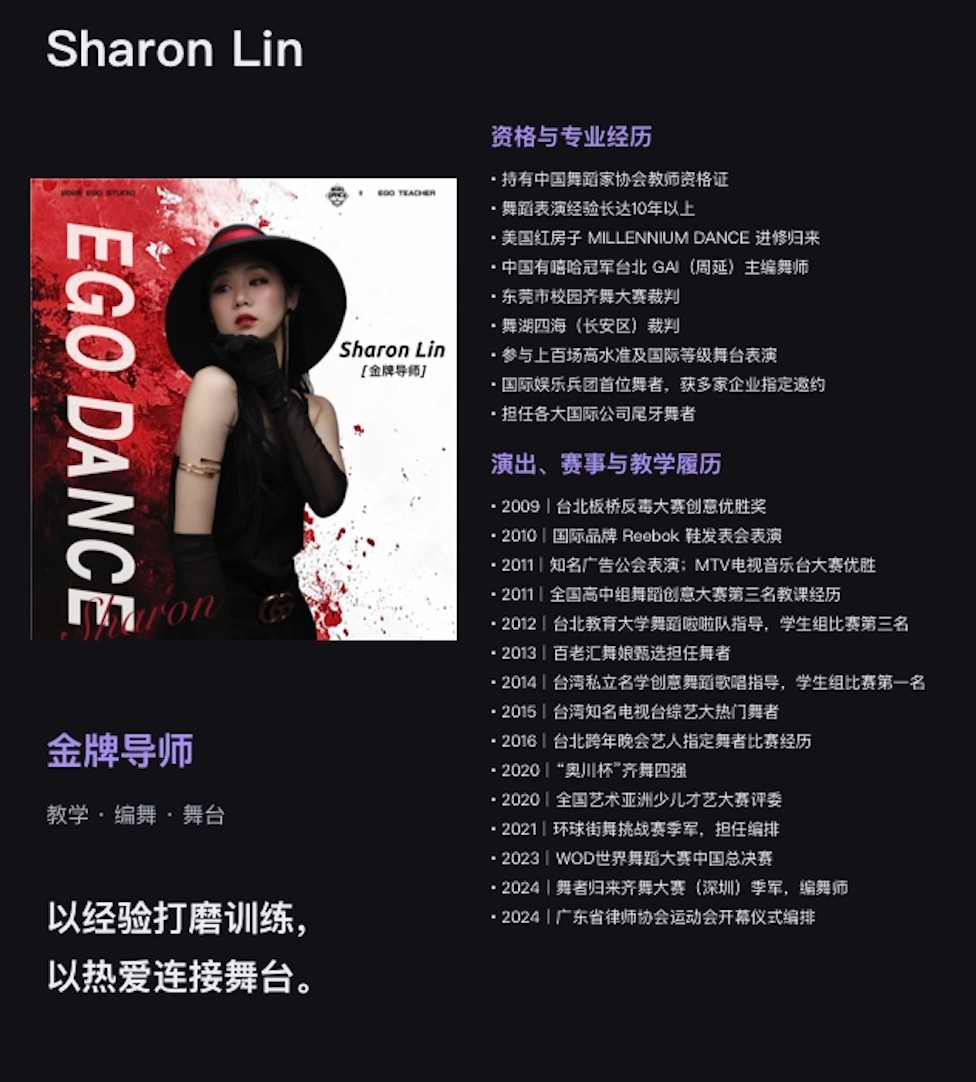 Sharon Lin
2026 EGO STUDIO
EGO TEACHER
EGO DANCE
Sharon Lin
[金牌导师]
Sharon
金牌导师
教学 · 编舞 · 舞台
以经验打磨训练，
以热爱连接舞台。
资格与专业经历
· 持有中国舞蹈家协会教师资格证
· 舞蹈表演经验长达10年以上
· 美国红房子 MILLENNIUM DANCE 进修归来
· 中国有嘻哈冠军台北 GAI（周延）主编舞师
· 东莞市校园齐舞大赛裁判
· 舞湖四海（长安区）裁判
· 参与上百场高水准及国际等级舞台表演
· 国际娱乐兵团首位舞者，获多家企业指定邀约
· 担任各大国际公司尾牙舞者
演出、赛事与教学履历
· 2009｜台北板桥反毒大赛创意优胜奖
· 2010｜国际品牌 Reebok 鞋发表会表演
· 2011｜知名广告公会表演；MTV电视音乐台大赛优胜
· 2011｜全国高中组舞蹈创意大赛第三名教课经历
· 2012｜台北教育大学舞蹈啦啦队指导，学生组比赛第三名
· 2013｜百老汇舞娘甄选担任舞者
· 2014｜台湾私立名学创意舞蹈歌唱指导，学生组比赛第一名
· 2015｜台湾知名电视台综艺大热门舞者
· 2016｜台北跨年晚会艺人指定舞者比赛经历
· 2020｜“奥川杯”齐舞四强
· 2020｜全国艺术亚洲少儿才艺大赛评委
· 2021｜环球街舞挑战赛季军，担任编排
· 2023｜WOD世界舞蹈大赛中国总决赛
· 2024｜舞者归来齐舞大赛（深圳）季军，编舞师
· 2024｜广东省律师协会运动会开幕仪式编排